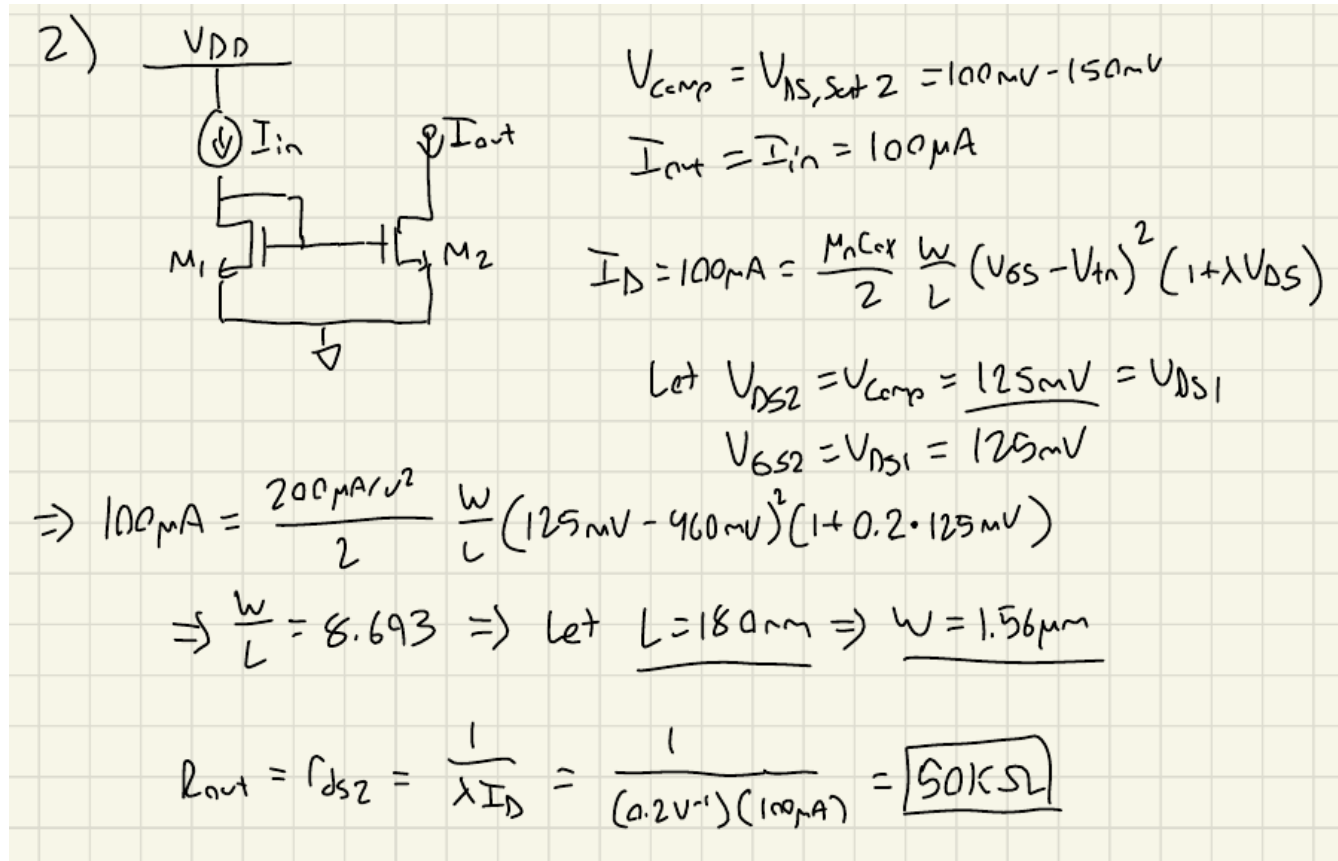 2)
VDD
Iin
Iout
M1
M2
Vcomp = VDS,Sat 2 = 100mV - 150mV
Iout = Iin = 100μA
ID = 100μA = μnCox/2 W/L (VGS - Vtn)² (1+λVDS)
Let VDS2 = Vcomp = 125mV = VDS1
VGS2 = VDS1 = 125mV
⇒ 100μA = 200μA/V²/2 W/L (125mV - 460mV)² (1 + 0.2·125mV)
⇒ W/L = 8.693 ⇒ Let L = 180nm ⇒ W = 1.56μm
Rout = rds2 = 1/λID = 1/(0.2V⁻¹)(100μA) = 50KΩ